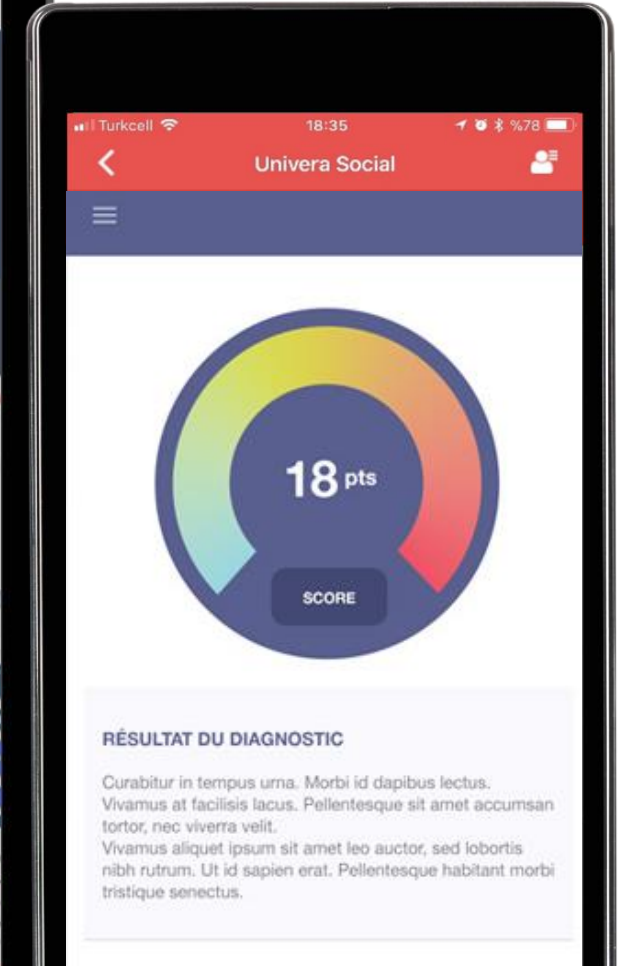 Turkcell 18:35 %78
Univera Social
18 pts
SCORE
RÉSULTAT DU DIAGNOSTIC
Curabitur in tempus urna. Morbi id dapibus lectus.
Vivamus at facilisis lacus. Pellentesque sit amet accumsan
tortor, nec viverra velit.
Vivamus aliquet ipsum sit amet leo auctor, sed lobortis
nibh rutrum. Ut id sapien erat. Pellentesque habitant morbi
tristique senectus.